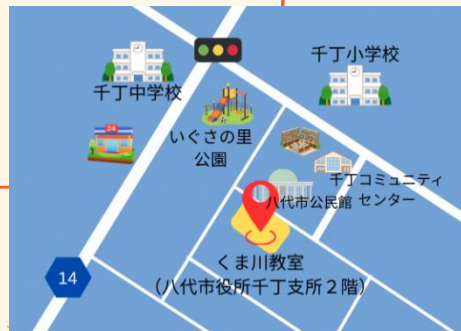 千丁小学校
千丁中学校
いぐさの里
公園
千丁コミュニティ
センター
八代市公民館
くま川教室
（八代市役所千丁支所２階）
14